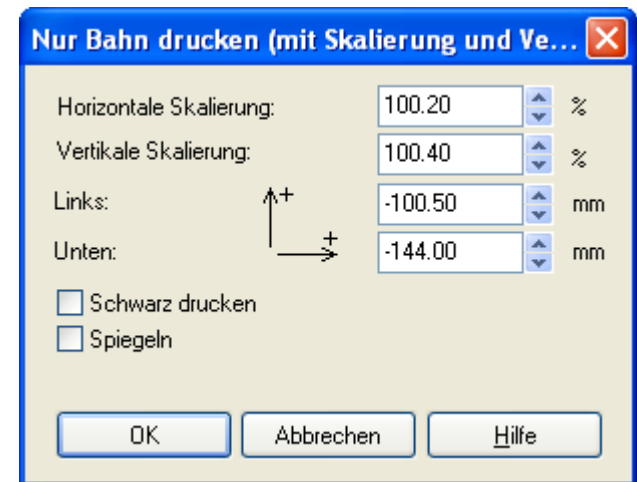 Nur Bahn drucken (mit Skalierung und Ve...
Horizontale Skalierung: 100.20 %
Vertikale Skalierung: 100.40 %
Links: + -100.50 mm
Unten: + -144.00 mm
Schwarz drucken
Spiegeln
OK Abbrechen Hilfe